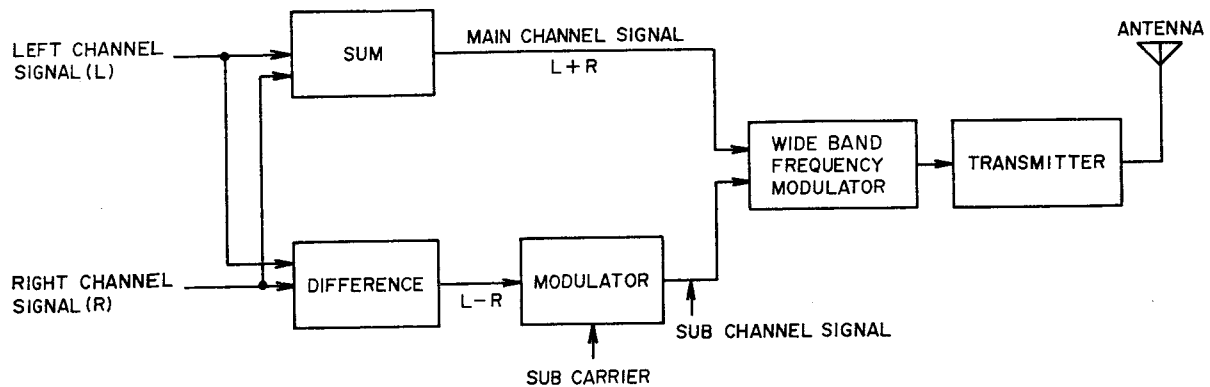 ANTENNA
LEFT CHANNEL
SIGNAL (L)
SUM
MAIN CHANNEL SIGNAL
L+R
WIDE BAND
FREQUENCY
MODULATOR
TRANSMITTER
RIGHT CHANNEL
SIGNAL (R)
DIFFERENCE
L-R
MODULATOR
SUB CHANNEL SIGNAL
SUB CARRIER